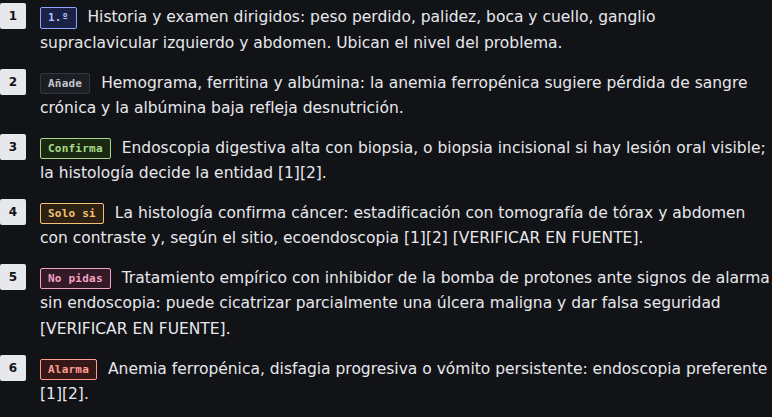 1 1.º Historia y examen dirigidos: peso perdido, palidez, boca y cuello, ganglio
supraclavicular izquierdo y abdomen. Ubican el nivel del problema.
2 Añade Hemograma, ferritina y albúmina: la anemia ferropénica sugiere pérdida de sangre
crónica y la albúmina baja refleja desnutrición.
3 Confirma Endoscopia digestiva alta con biopsia, o biopsia incisional si hay lesión oral visible;
la histología decide la entidad [1][2].
4 Solo si La histología confirma cáncer: estadificación con tomografía de tórax y abdomen
con contraste y, según el sitio, ecoendoscopia [1][2] [VERIFICAR EN FUENTE].
5 No pidas Tratamiento empírico con inhibidor de la bomba de protones ante signos de alarma
sin endoscopia: puede cicatrizar parcialmente una úlcera maligna y dar falsa seguridad
[VERIFICAR EN FUENTE].
6 Alarma Anemia ferropénica, disfagia progresiva o vómito persistente: endoscopia preferente
[1][2].